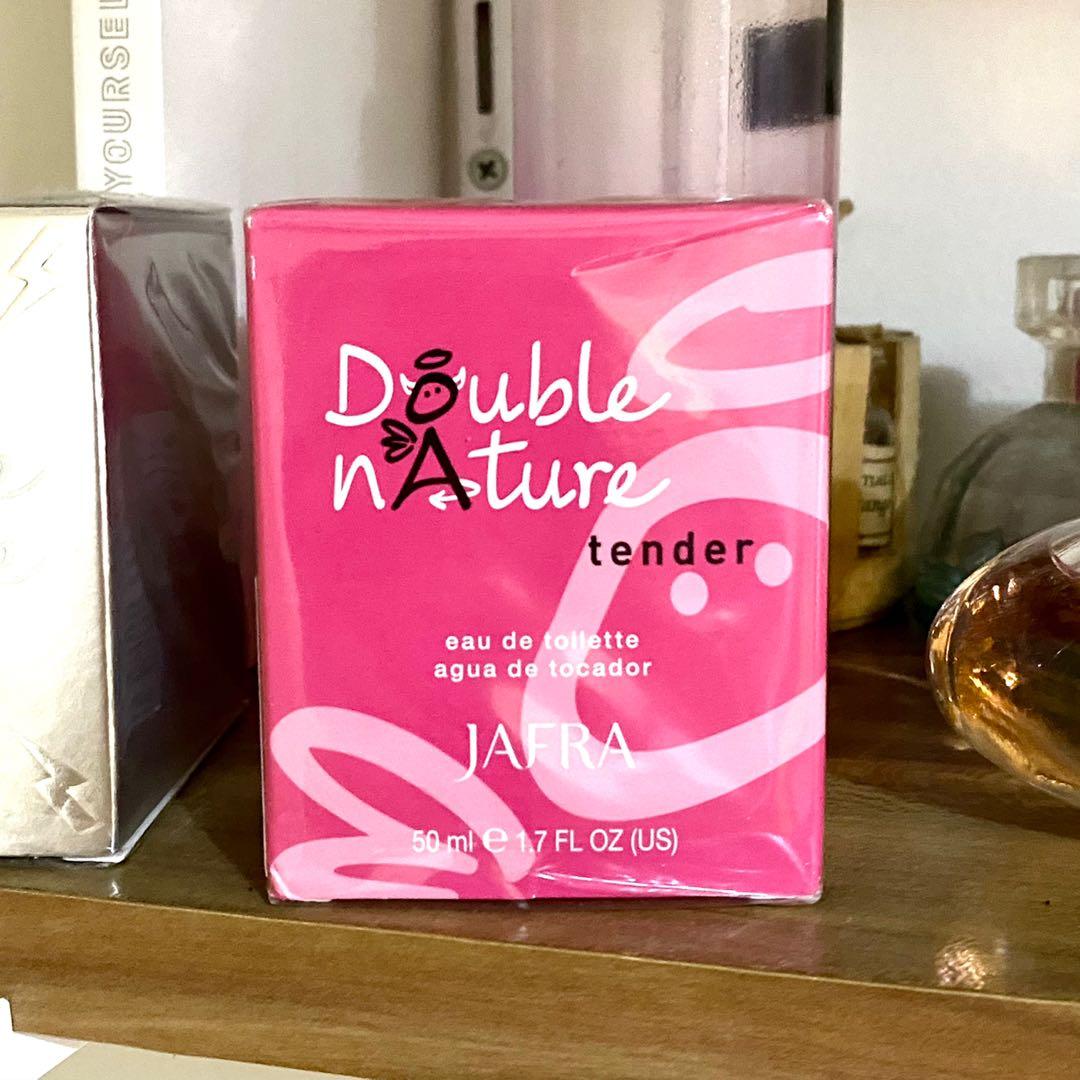 YOURSEL
Double
nAture
tender
eau de toilette
agua de tocador
JAFRA
50 ml e 1.7 FL OZ (US)